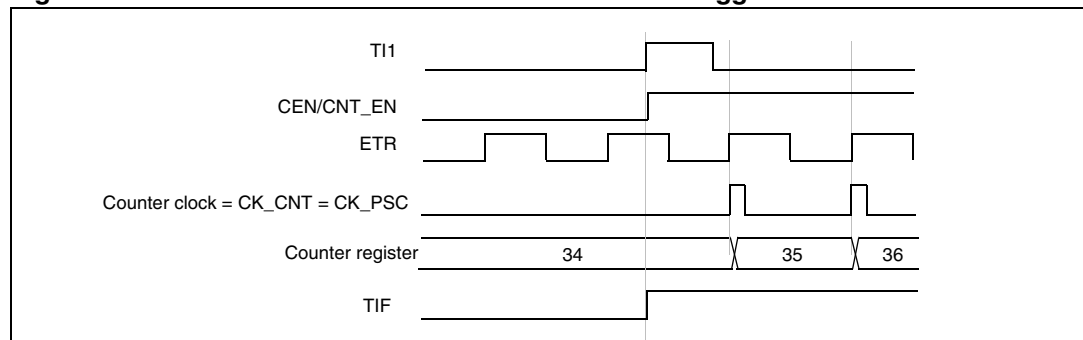 TI1
CEN/CNT_EN
ETR
Counter clock = CK_CNT = CK_PSC
Counter register 34 35 36
TIF